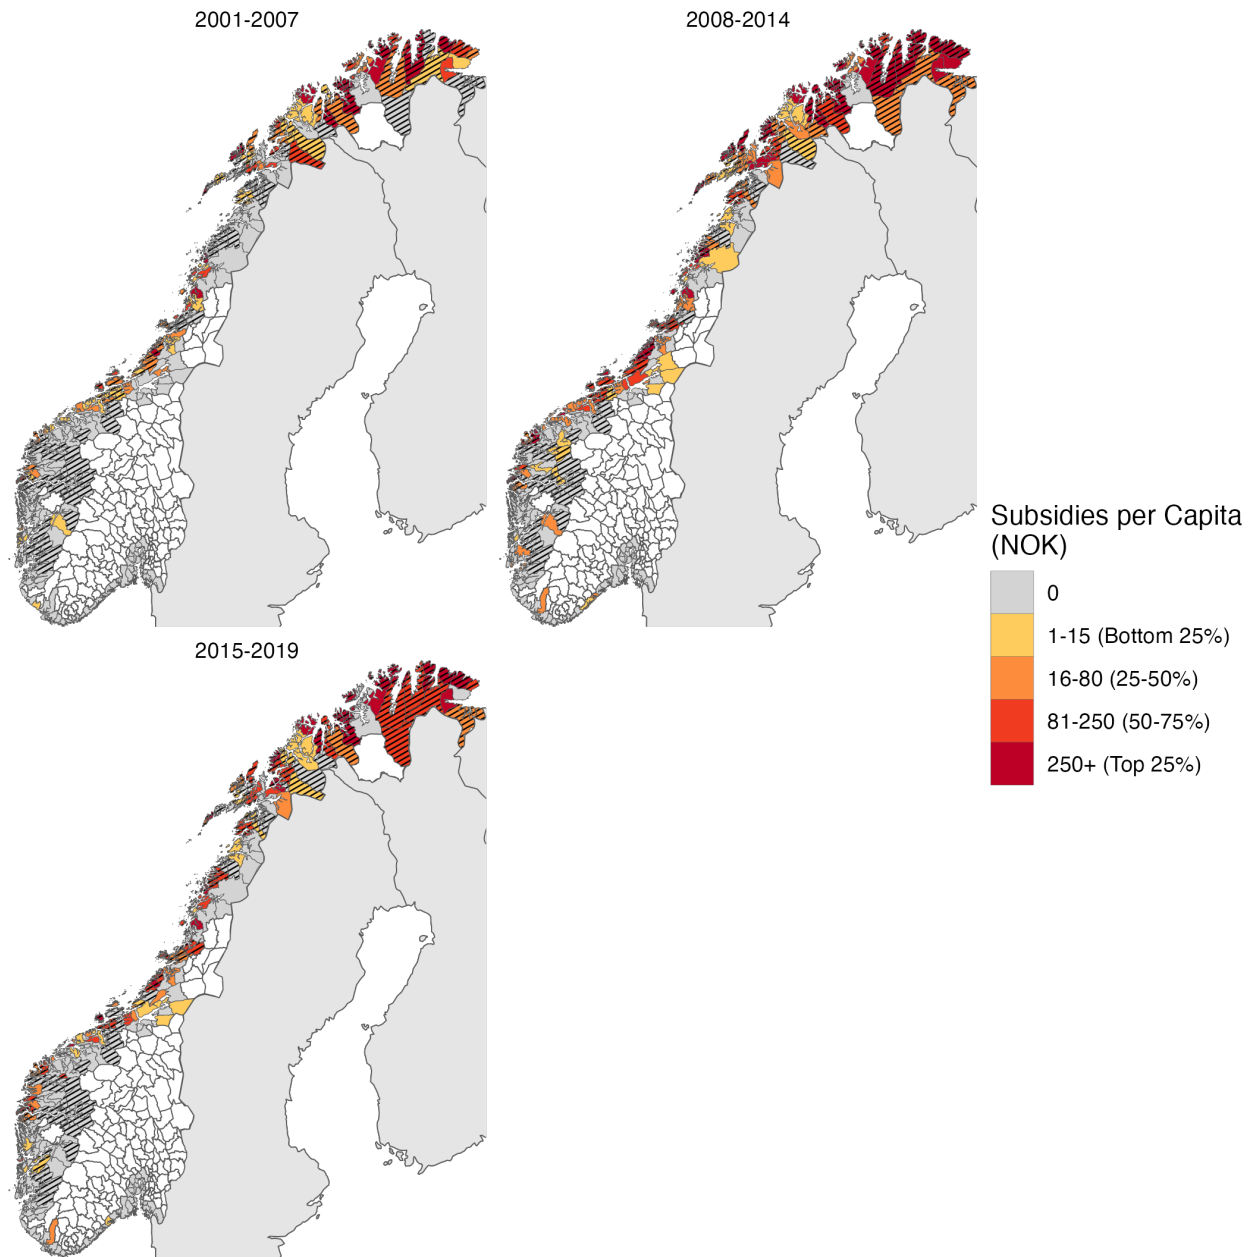 2001-2007
2008-2014
2015-2019
Subsidies per Capita
(NOK)
0
1-15 (Bottom 25%)
16-80 (25-50%)
81-250 (50-75%)
250+ (Top 25%)